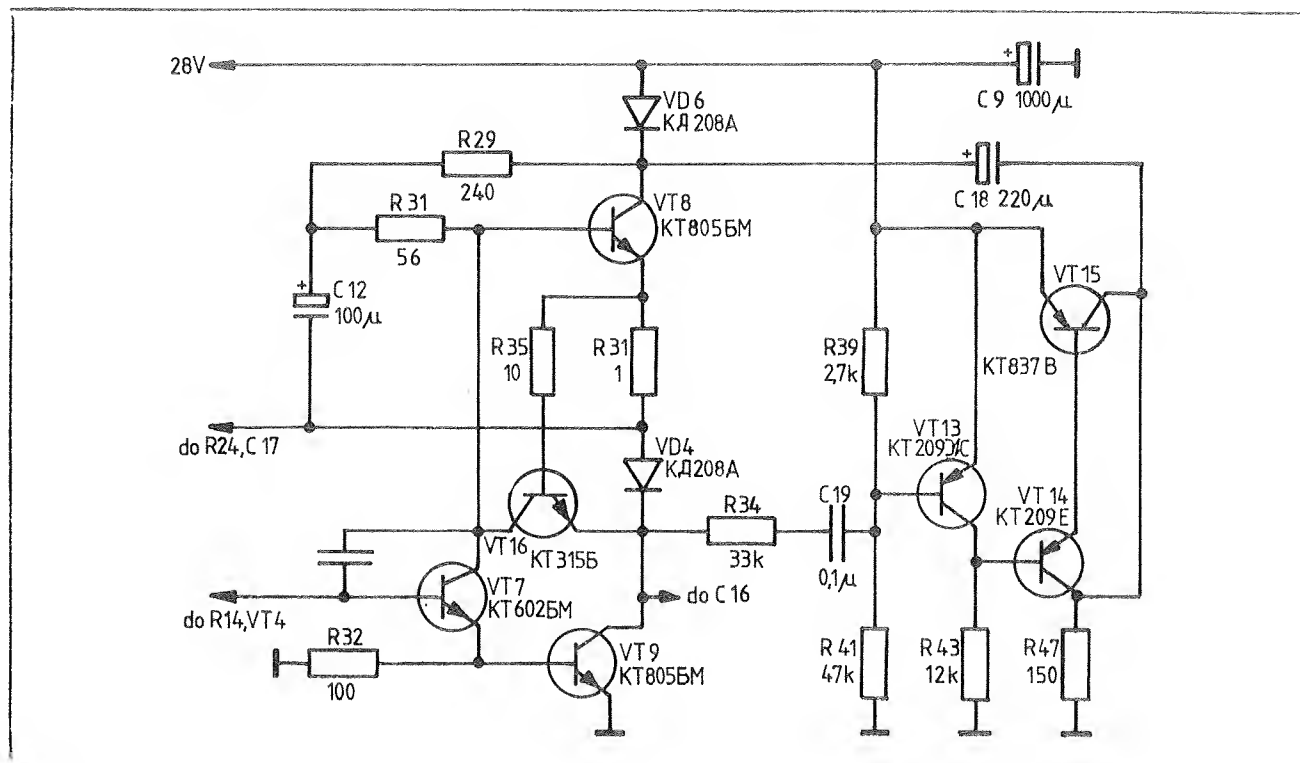 28V
VD6
КД208А
C9 1000μ
R29
240
C18 220μ
R31
56
VT8
КТ805БМ
C12
100μ
VT15
R35
10
R31
1
R39
2,7k
КТ837В
do R24,C17
VD4
КД208А
VT13
C19
R34
33k
0,1μ
VT14
КТ209Е
VT16
КТ315Б
VT7
КТ602БМ
do C16
do R14,VT4
R32
100
VT9
КТ805БМ
R41
47k
R43
12k
R47
150